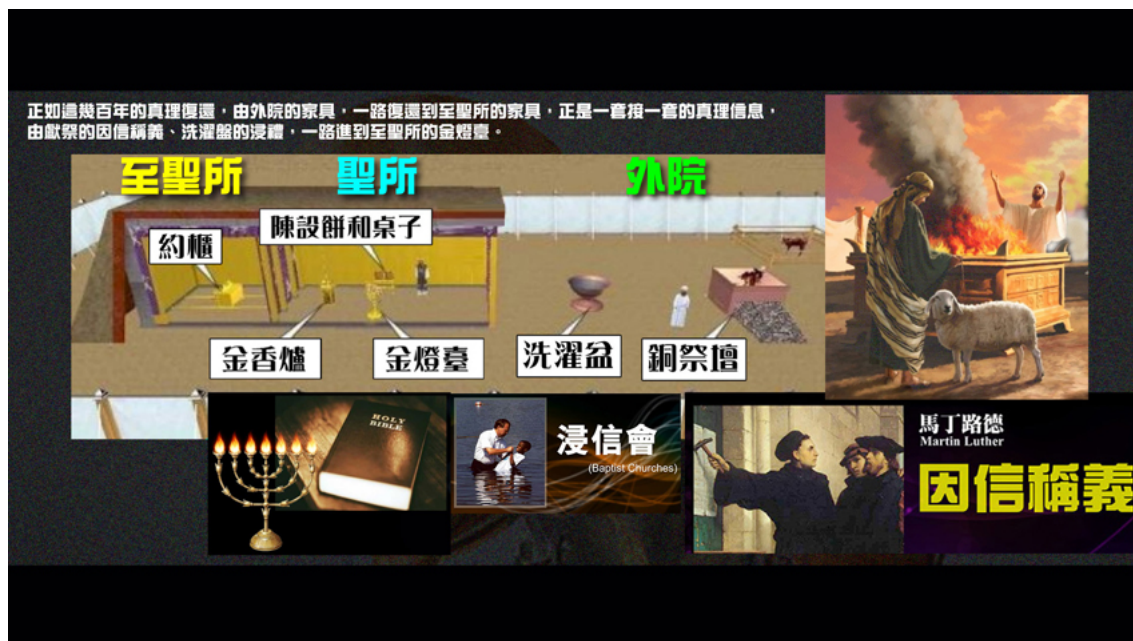 正如這幾百年的真理復還，由外院的家具，一路復還到至聖所的家具，正是一套接一套的真理信息，
由獻祭的因信稱義、洗濯盤的浸禮，一路進到至聖所的金燈臺。
至聖所
聖所
外院
約櫃
陳設餅和桌子
金香爐
金燈臺
洗濯盆
銅祭壇
HOLY
BIBLE
浸信會
(Baptist Churches)
馬丁路德
Martin Luther
因信稱義